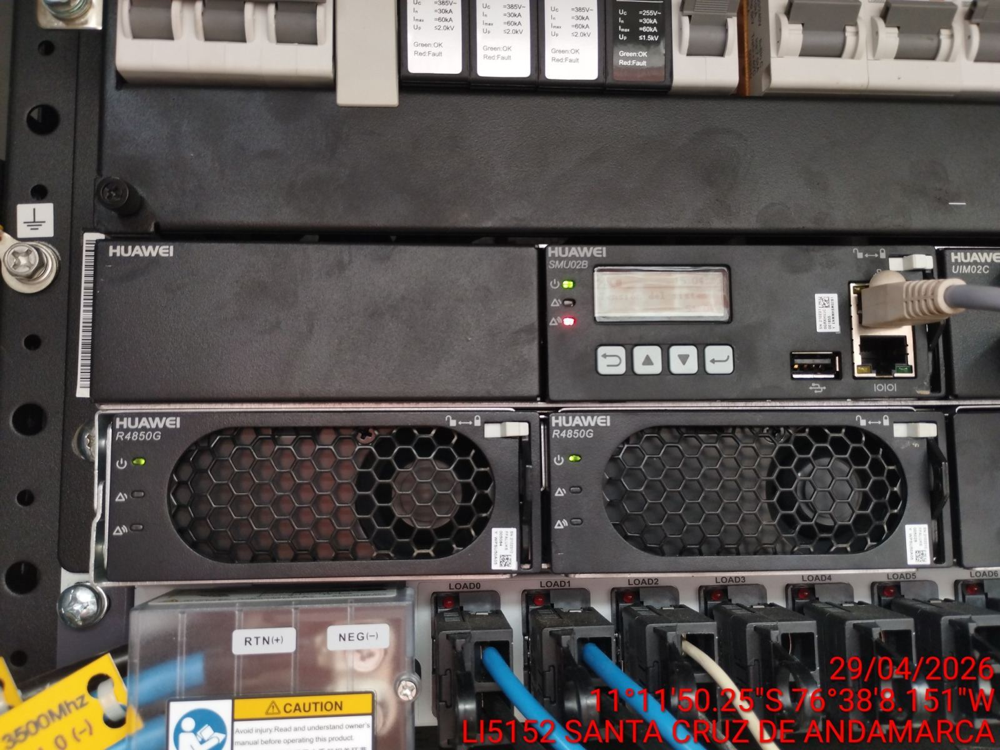 Uc =385V~
In =30kA
Imax =60kA
Up ≤2.0kV
Green:OK
Red:Fault
Uc =385V~
In =30kA
Imax =60kA
Up ≤2.0kV
Green:OK
Red:Fault
Uc =385V~
In =30kA
Imax =60kA
Up ≤2.0kV
Green:OK
Red:Fault
Uc =255V~
In =30kA
Imax =60kA
Up ≤1.5kV
Green:OK
Red:Fault
HUAWEI
HUAWEI
SMU02B
HUAWE
UIM02C
IOIOI
HUAWEI
R4850G
HUAWEI
R4850G
LOAD0
LOAD1
LOAD2
LOAD3
LOAD4
LOAD5
LOAD6
RTN(+)
NEG(-)
3500Mhz
0 (-)
CAUTION
Avoid injury.Read and understand owner's
manual before operating this product.
29/04/2026
11°11'50.25"S 76°38'8.151"W
LI5152 SANTA CRUZ DE ANDAMARCA